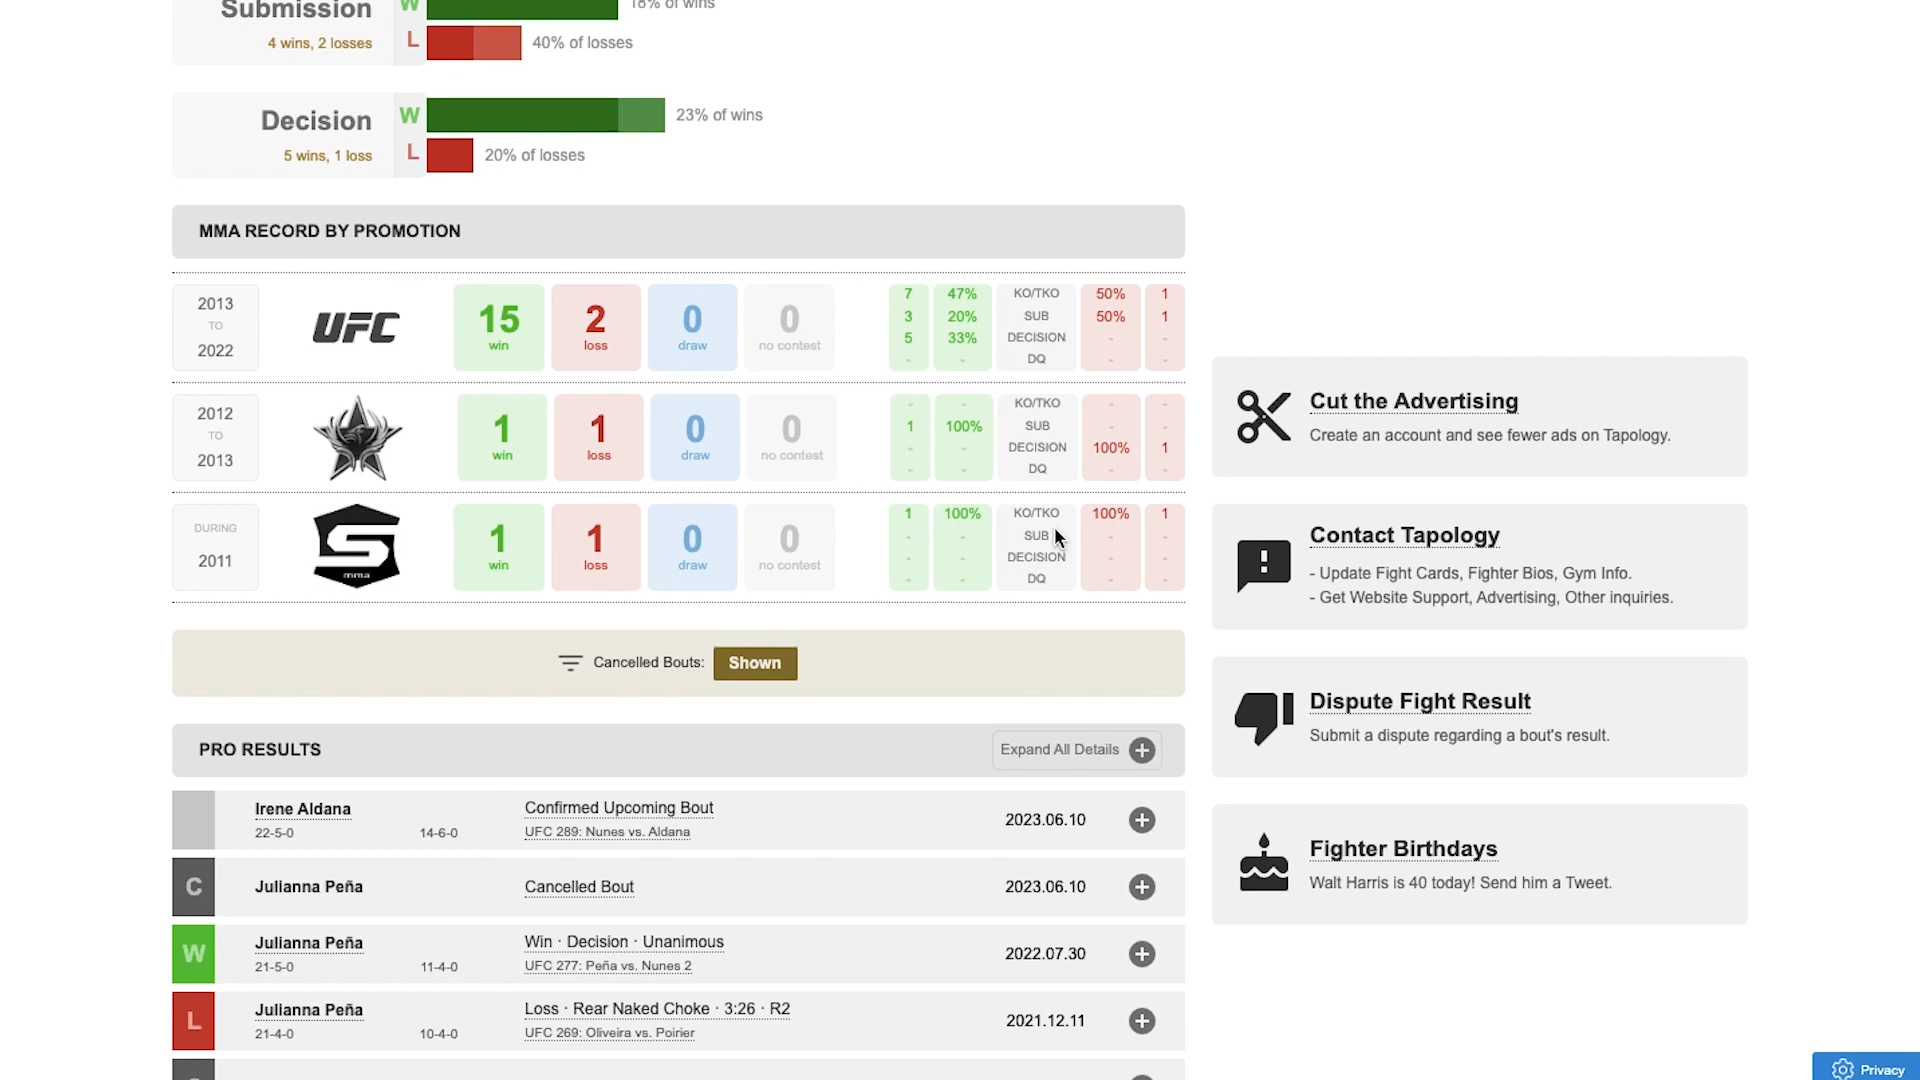 Submission
W
18% of wins
4 wins, 2 losses
L
40% of losses
Decision
W
23% of wins
5 wins, 1 loss
L
20% of losses
MMA RECORD BY PROMOTION
2013
TO
2022
UFC
15
win
2
loss
0
draw
0
no contest
7 47% KO/TKO 50% 1
3 20% SUB 50% 1
5 33% DECISION - -
- - DQ - -
2012
TO
2013
1
win
1
loss
0
draw
0
no contest
- - KO/TKO - -
1 100% SUB - -
- - DECISION 100% 1
- - DQ - -
DURING
2011
S
mma
1
win
1
loss
0
draw
0
no contest
1 100% KO/TKO 100% 1
- - SUB - -
- - DECISION - -
- - DQ - -
Cancelled Bouts: Shown
PRO RESULTS
Expand All Details
Irene Aldana
22-5-0 14-6-0
Confirmed Upcoming Bout
UFC 289: Nunes vs. Aldana
2023.06.10
C
Julianna Peña
Cancelled Bout
2023.06.10
W
Julianna Peña
21-5-0 11-4-0
Win · Decision · Unanimous
UFC 277: Peña vs. Nunes 2
2022.07.30
L
Julianna Peña
21-4-0 10-4-0
Loss · Rear Naked Choke · 3:26 · R2
UFC 269: Oliveira vs. Poirier
2021.12.11
Cut the Advertising
Create an account and see fewer ads on Tapology.
Contact Tapology
- Update Fight Cards, Fighter Bios, Gym Info.
- Get Website Support, Advertising, Other inquiries.
Dispute Fight Result
Submit a dispute regarding a bout's result.
Fighter Birthdays
Walt Harris is 40 today! Send him a Tweet.
Privacy